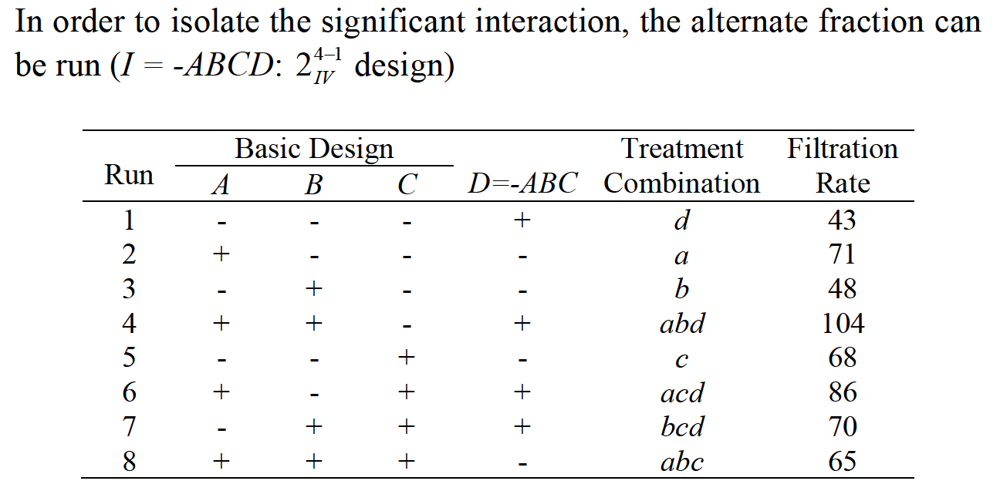 In order to isolate the significant interaction, the alternate fraction can
be run (I = -ABCD: 2_{IV}^{4–1} design)
Basic Design Treatment Filtration
Run A B C D=-ABC Combination Rate
1 - - - + d 43
2 + - - - a 71
3 - + - - b 48
4 + + - + abd 104
5 - - + - c 68
6 + - + + acd 86
7 - + + + bcd 70
8 + + + - abc 65